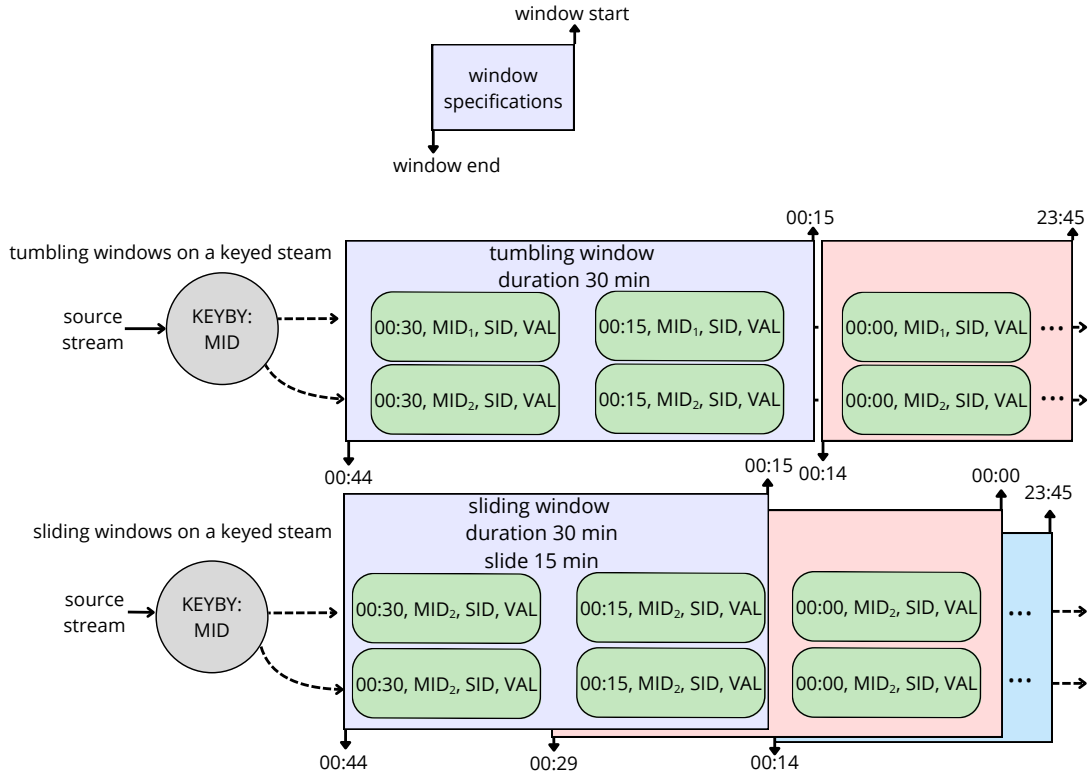 window start
window
specifications
window end
00:15
23:45
tumbling windows on a keyed steam
tumbling window
duration 30 min
source
stream
KEYBY:
MID
00:30, MID₁, SID, VAL
00:15, MID₁, SID, VAL
00:00, MID₁, SID, VAL
...
00:30, MID₂, SID, VAL
00:15, MID₂, SID, VAL
00:00, MID₂, SID, VAL
...
00:44
00:15
00:14
00:00
23:45
sliding windows on a keyed steam
sliding window
duration 30 min
slide 15 min
source
stream
KEYBY:
MID
00:30, MID₂, SID, VAL
00:15, MID₂, SID, VAL
00:00, MID₂, SID, VAL
...
00:30, MID₂, SID, VAL
00:15, MID₂, SID, VAL
00:00, MID₂, SID, VAL
...
00:44
00:29
00:14